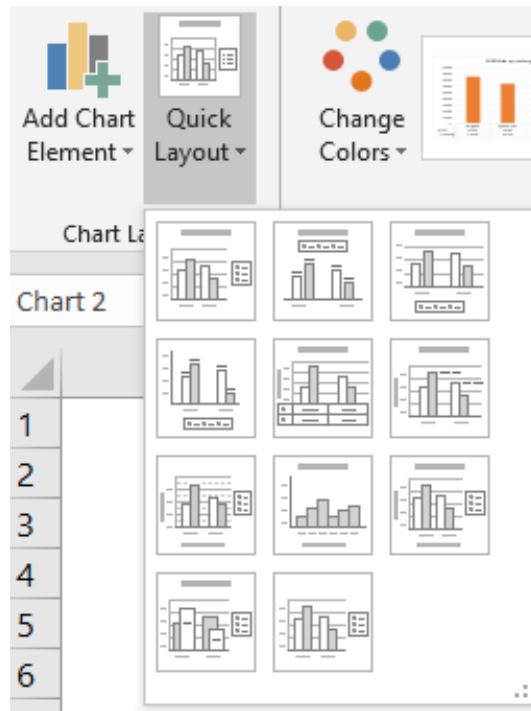 Add Chart
Element
Quick
Layout
Change
Colors
Chart La
Chart 2
1
2
3
4
5
6